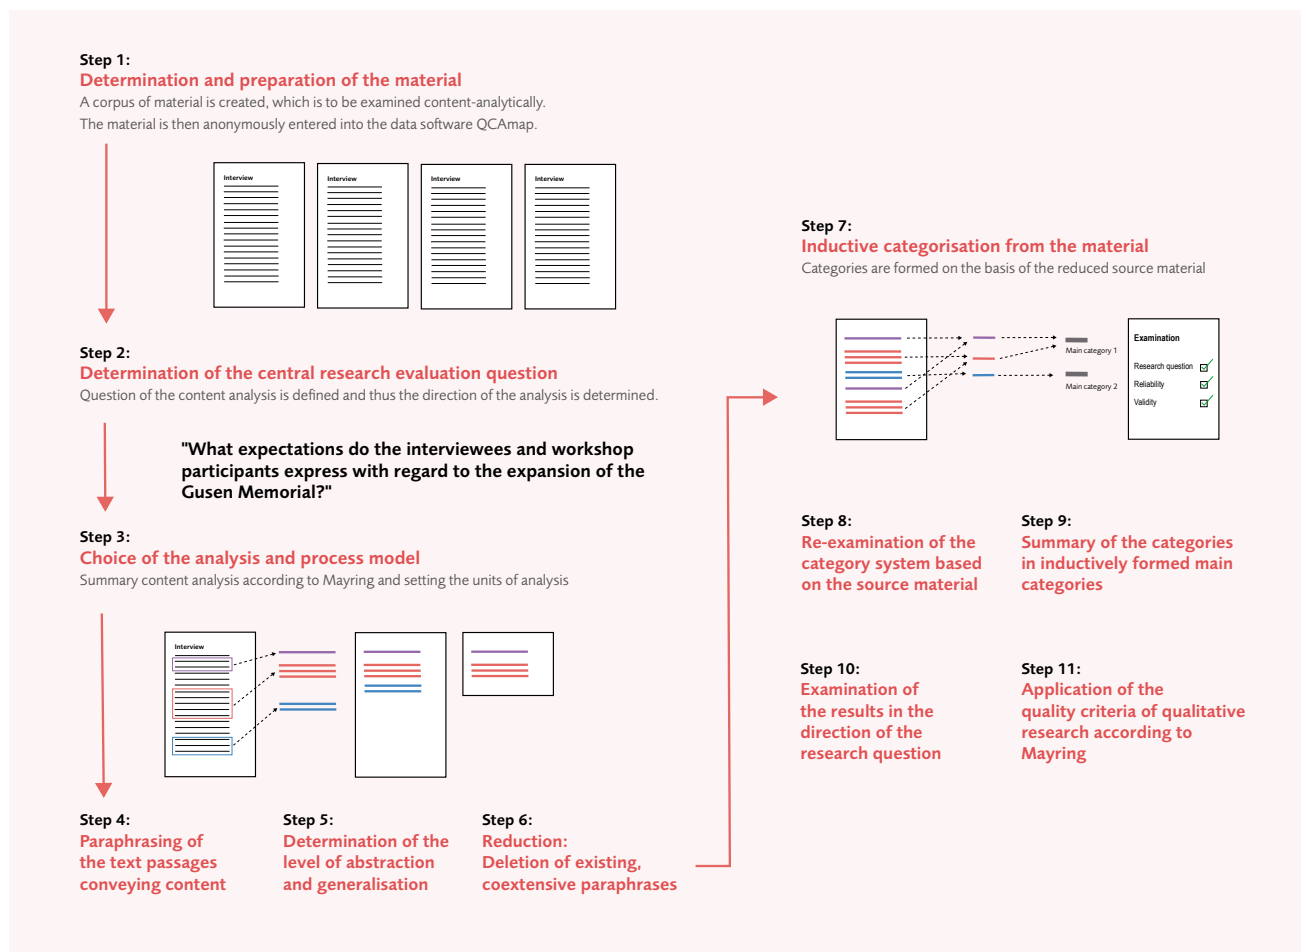 Step 1:
Determination and preparation of the material
A corpus of material is created, which is to be examined content-analytically.
The material is then anonymously entered into the data software QCAmap.
Interview
Interview
Interview
Interview
Step 2:
Determination of the central research evaluation question
Question of the content analysis is defined and thus the direction of the analysis is determined.
"What expectations do the interviewees and workshop
participants express with regard to the expansion of the
Gusen Memorial?"
Step 3:
Choice of the analysis and process model
Summary content analysis according to Mayring and setting the units of analysis
Interview
Step 4:
Paraphrasing of
the text passages
conveying content
Step 5:
Determination of the
level of abstraction
and generalisation
Step 6:
Reduction:
Deletion of existing,
coextensive paraphrases
Step 7:
Inductive categorisation from the material
Categories are formed on the basis of the reduced source material
Main category 1
Main category 2
Examination
Research question
Reliability
Validity
Step 8:
Re-examination of the
category system based
on the source material
Step 9:
Summary of the categories
in inductively formed main
categories
Step 10:
Examination of
the results in the
direction of the
research question
Step 11:
Application of the
quality criteria of qualitative
research according to
Mayring